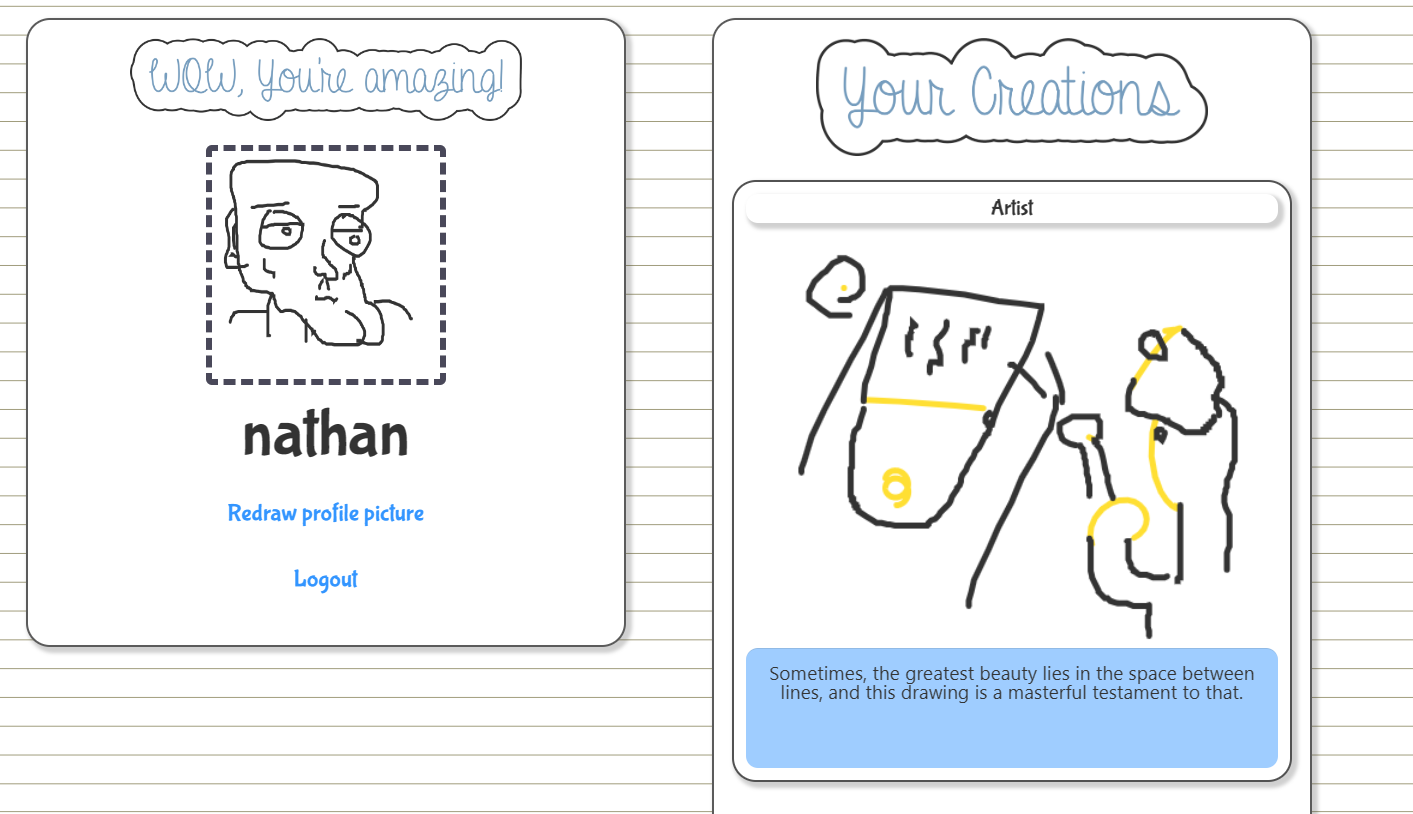 WOW, You're amazing!
nathan
Redraw profile picture
Logout
Your Creations
Artist
Sometimes, the greatest beauty lies in the space between
lines, and this drawing is a masterful testament to that.